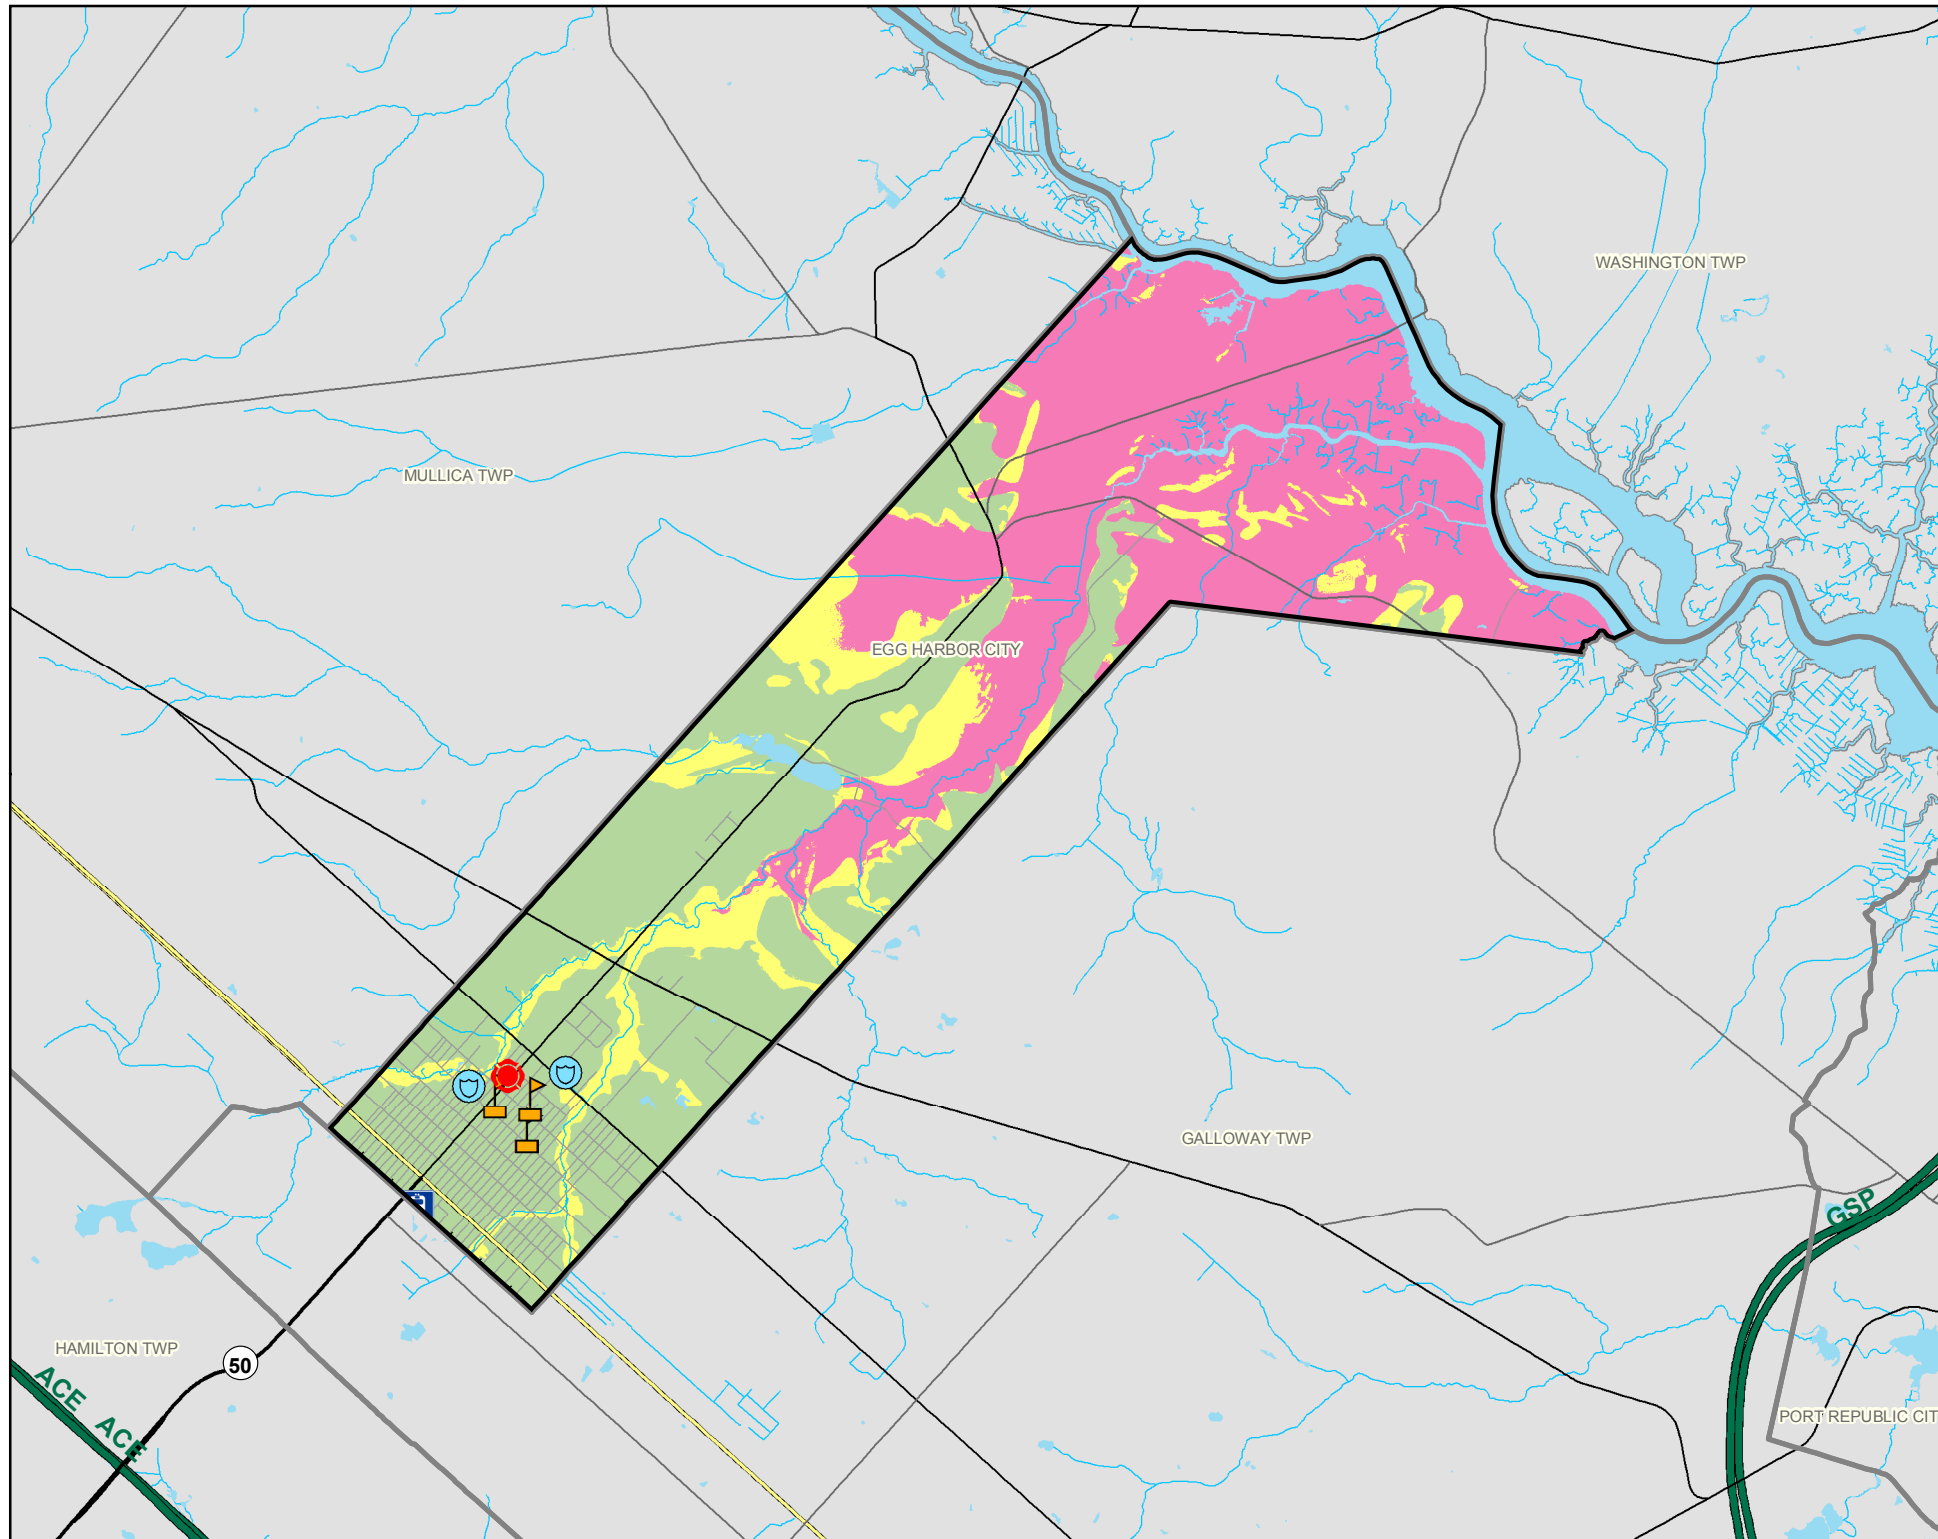 WASHINGTON TWP
MULLICA TWP
EGG HARBOR CITY
GALLOWAY TWP
GSP
HAMILTON TWP
50
ACE ACE
PORT REPUBLIC CIT